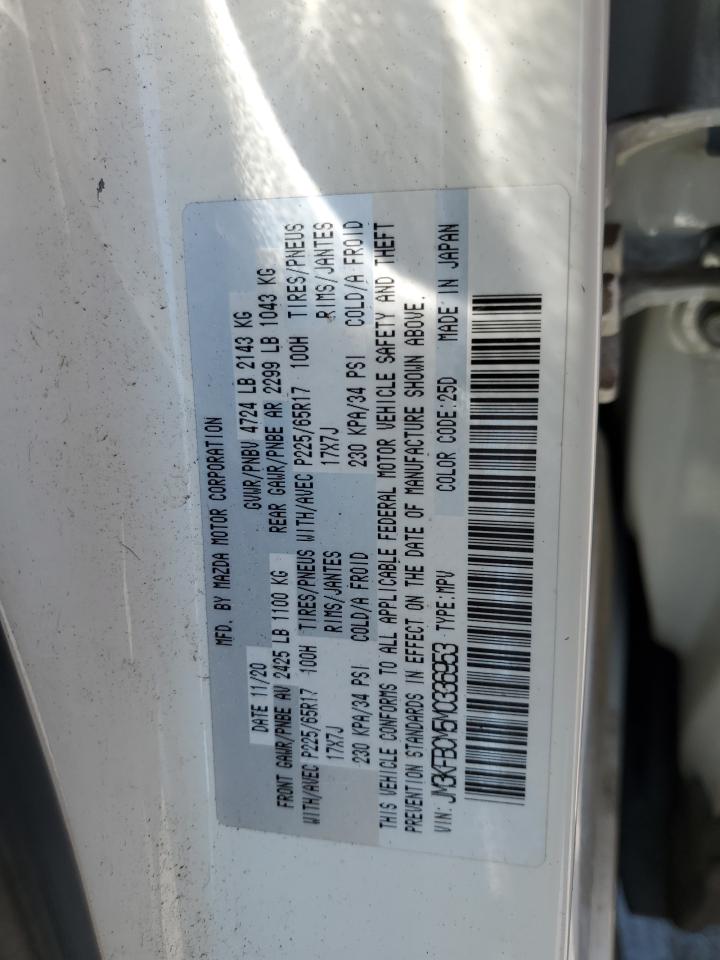 MFD. BY MAZDA MOTOR CORPORATION
DATE 11/20 GVWR/PNBV 4724 LB 2143 KG
FRONT GAWR/PNBE AV 2425 LB 1100 KG REAR GAWR/PNBE AR 2299 LB 1043 KG
WITH/AVEC P225/65R17 100H TIRES/PNEUS WITH/AVEC P225/65R17 100H TIRES/PNEUS
17X7J RIMS/JANTES 17X7J RIMS/JANTES
230 KPA/34 PSI COLD/A FROID 230 KPA/34 PSI COLD/A FROID
THIS VEHICLE CONFORMS TO ALL APPLICABLE FEDERAL MOTOR VEHICLE SAFETY AND THEFT
PREVENTION STANDARDS IN EFFECT ON THE DATE OF MANUFACTURE SHOWN ABOVE.
VIN: JM3KFBCM5M0336953 TYPE:MPV COLOR CODE:25D MADE IN JAPAN